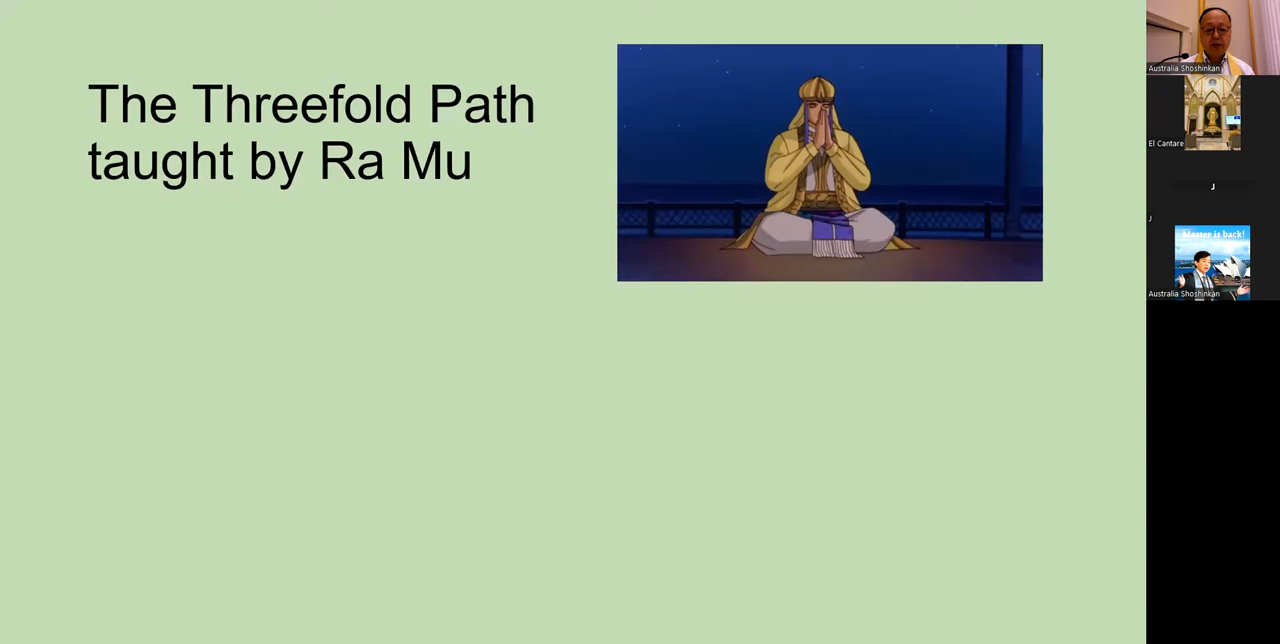 The Threefold Path
taught by Ra Mu
Australia Shoshinkan
El Cantare
J
J
Master is back!
Australia Shoshinkan